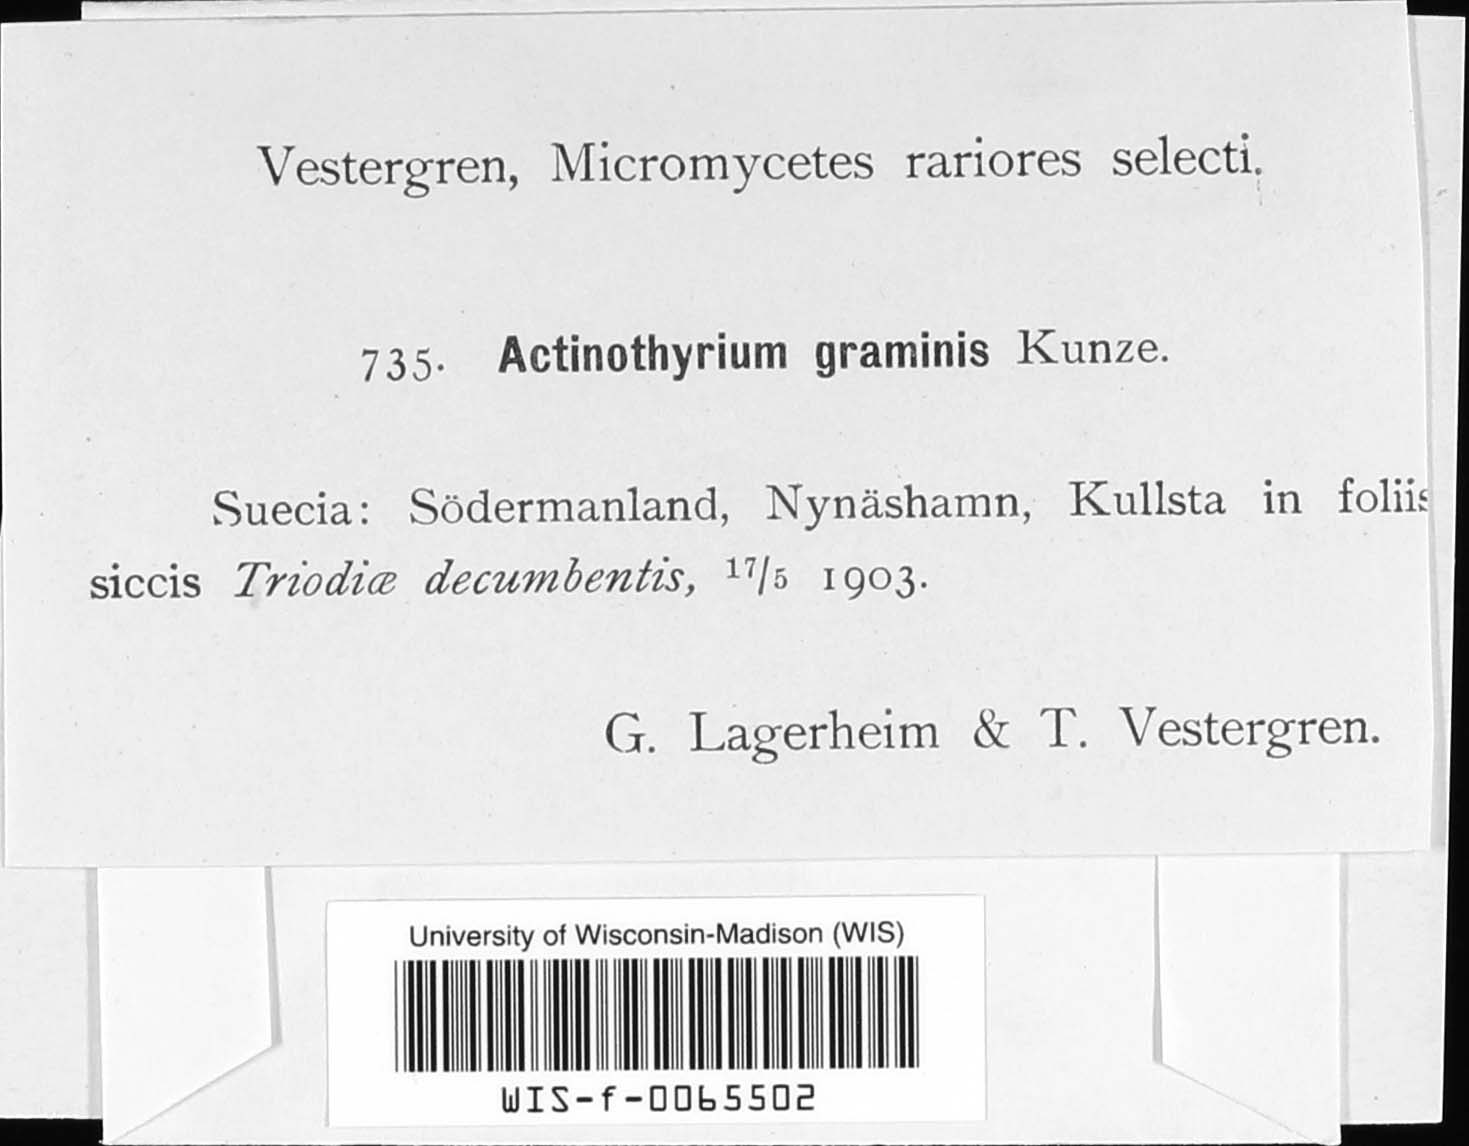 Vestergren, Micromycetes rariores selecti.
735. Actinothyrium graminis Kunze.
Suecia: Södermanland, Nynäshamn, Kullsta in foliis
siccis Triodiæ decumbentis, 17/5 1903.
G. Lagerheim & T. Vestergren.
University of Wisconsin-Madison (WIS)
WIS-f-0065502